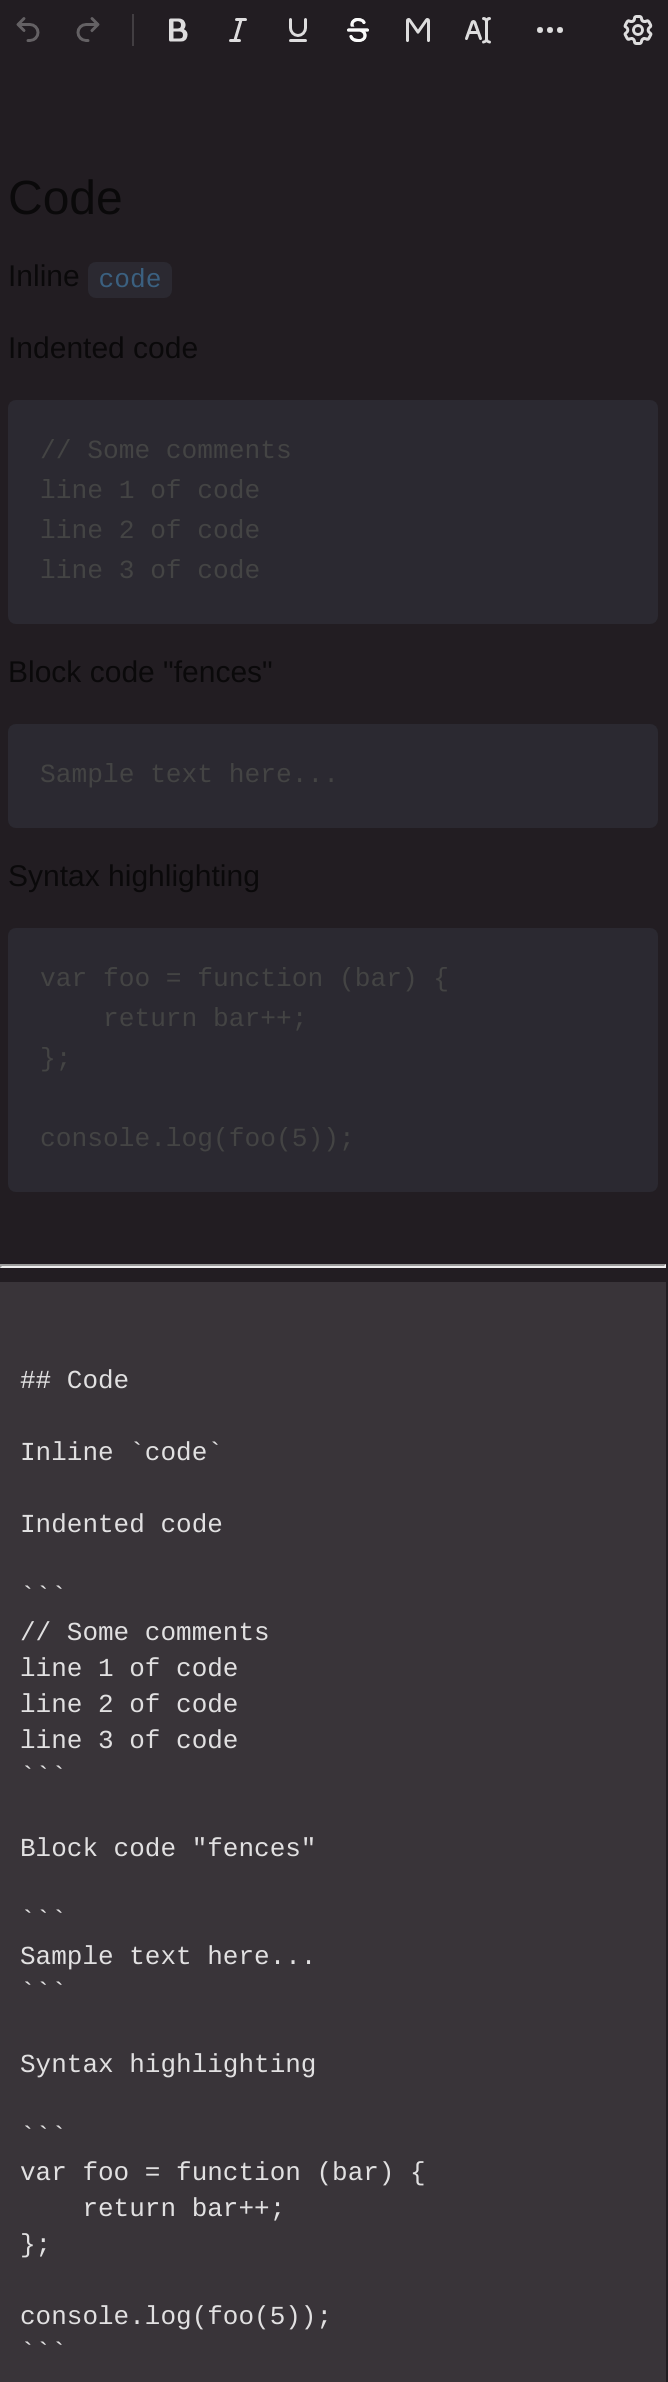 Code
Inline code
Indented code
// Some comments
line 1 of code
line 2 of code
line 3 of code
Block code "fences"
Sample text here...
Syntax highlighting
var foo = function (bar) {
    return bar++;
};
console.log(foo(5));
## Code
Inline `code`
Indented code
```
// Some comments
line 1 of code
line 2 of code
line 3 of code
```
Block code "fences"
```
Sample text here...
```
Syntax highlighting
```
var foo = function (bar) {
    return bar++;
};
console.log(foo(5));
```